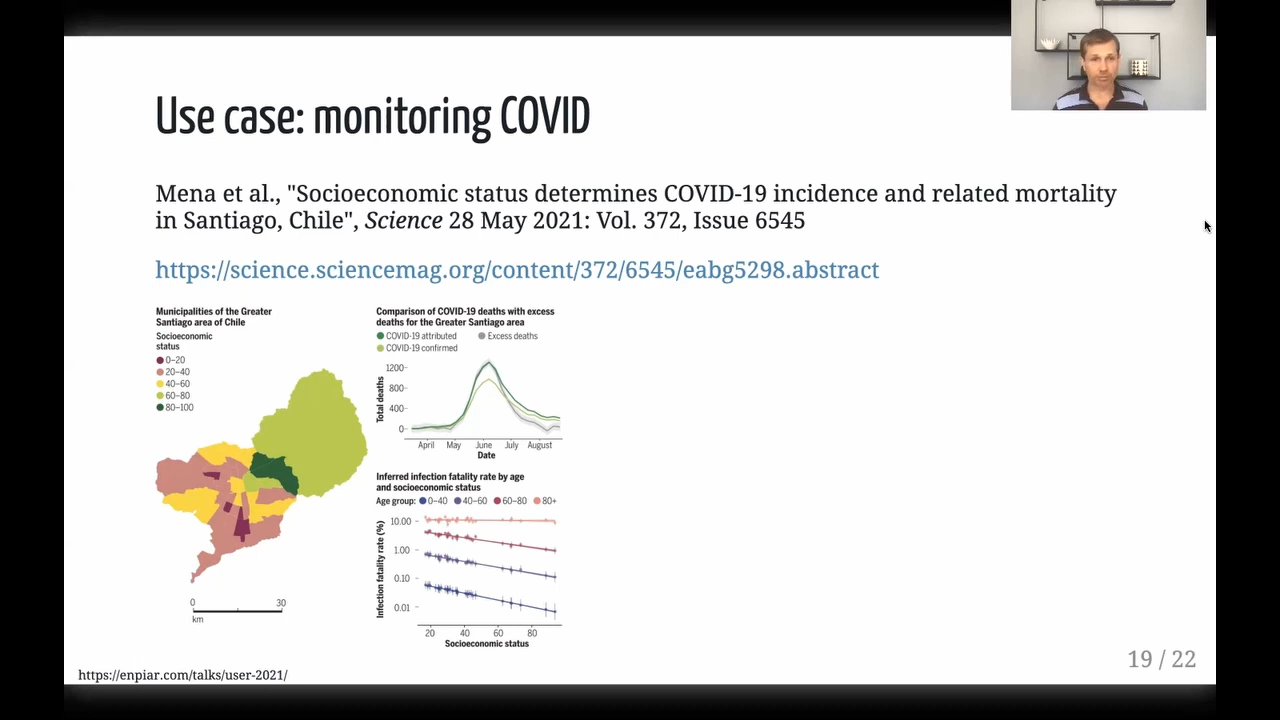 Use case: monitoring COVID
Mena et al., "Socioeconomic status determines COVID-19 incidence and related mortality
in Santiago, Chile", Science 28 May 2021: Vol. 372, Issue 6545
https://science.sciencemag.org/content/372/6545/eabg5298.abstract
Municipalities of the Greater
Santiago area of Chile
Socioeconomic
status
0–20
20–40
40–60
60–80
80–100
0 30
km
Comparison of COVID-19 deaths with excess
deaths for the Greater Santiago area
COVID-19 attributed Excess deaths
COVID-19 confirmed
Total deaths
1200
800
400
0
April May June July August
Date
Inferred infection fatality rate by age
and socioeconomic status
Age group: 0–40 40–60 60–80 80+
Infection fatality rate (%)
10.00
1.00
0.10
0.01
20 40 60 80
Socioeconomic status
19 / 22
https://enpiar.com/talks/user-2021/